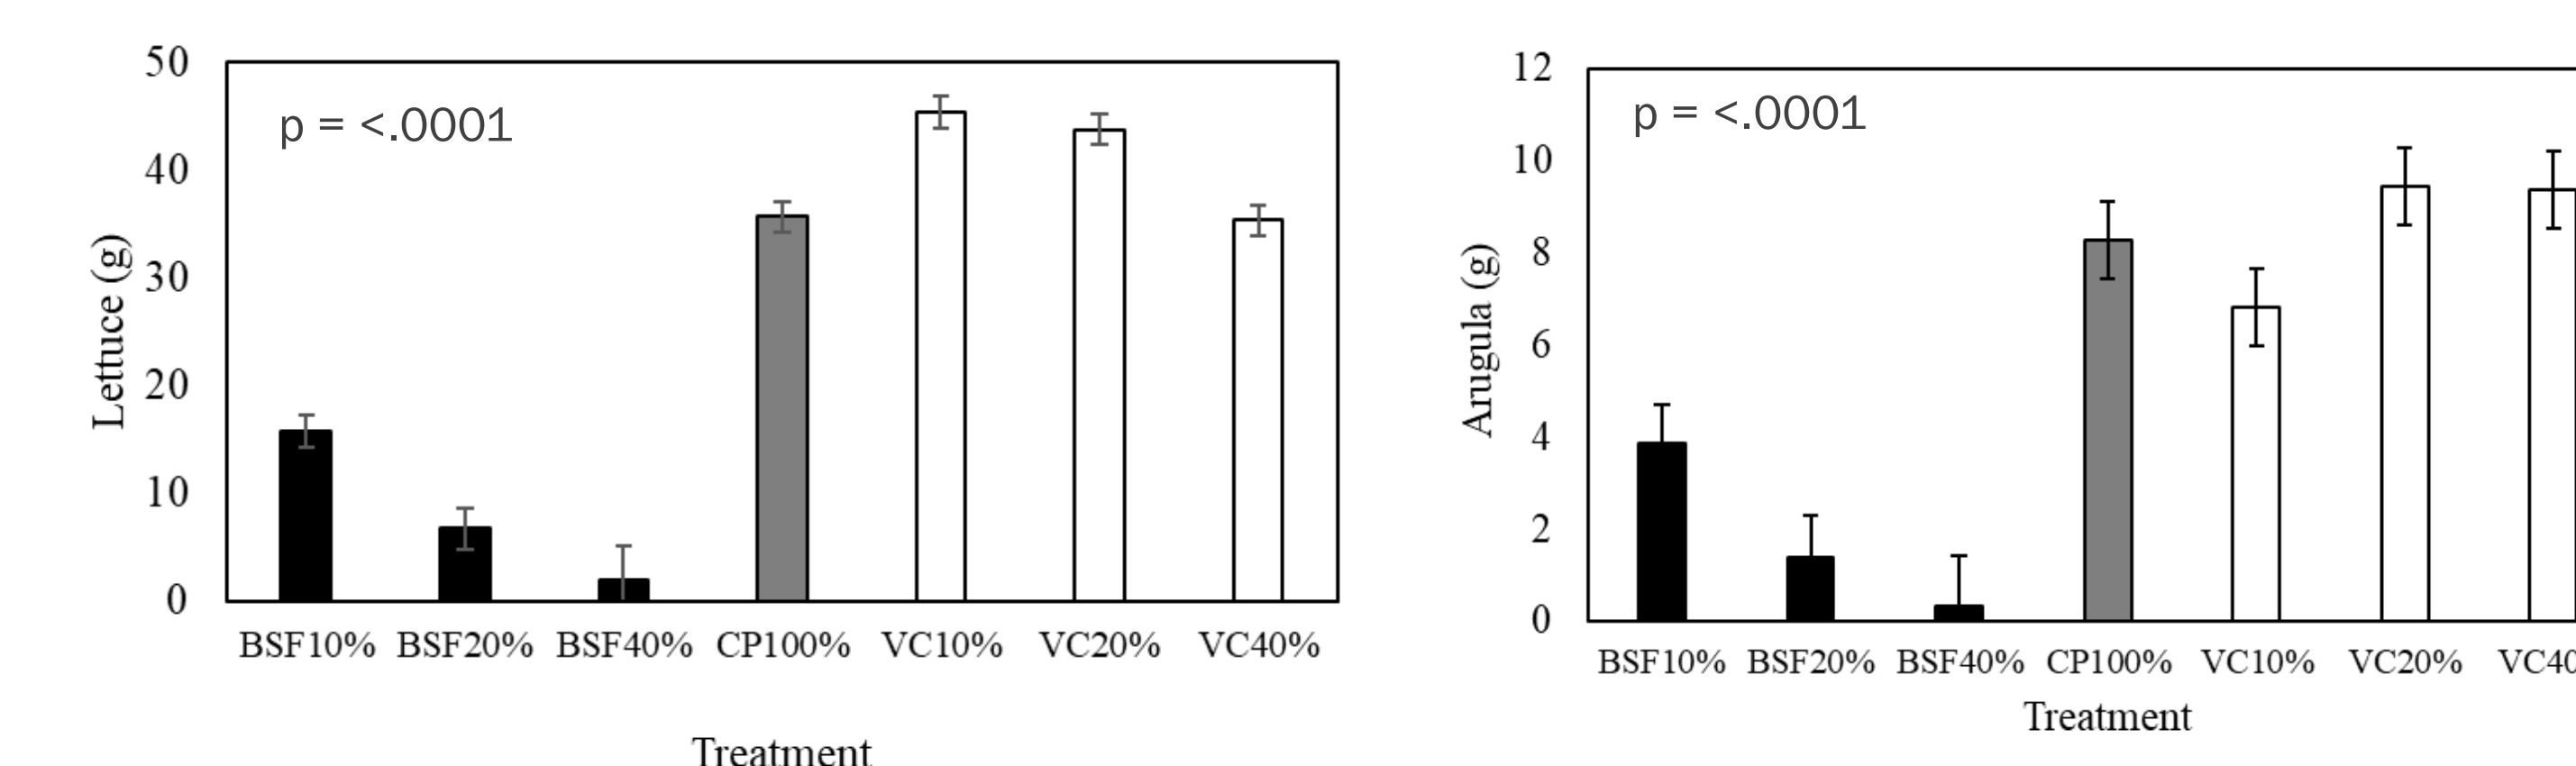 50
p = <.0001
40
30
20
10
0
Lettuce (g)
BSF10% BSF20% BSF40% CP100% VC10% VC20% VC40%
Treatment
12
p = <.0001
10
8
6
4
2
0
Arugula (g)
BSF10% BSF20% BSF40% CP100% VC10% VC20% VC40
Treatment